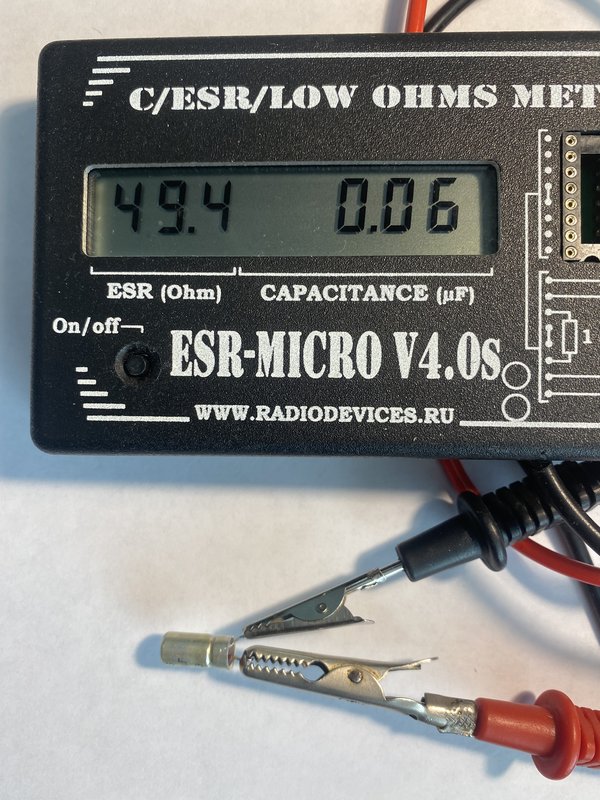 C/ESR/LOW OHMS MET
49.4 0.06
ESR (Ohm) CAPACITANCE (µF)
On/off
ESR-MICRO V4.0s
1
WWW.RADIODEVICES.RU